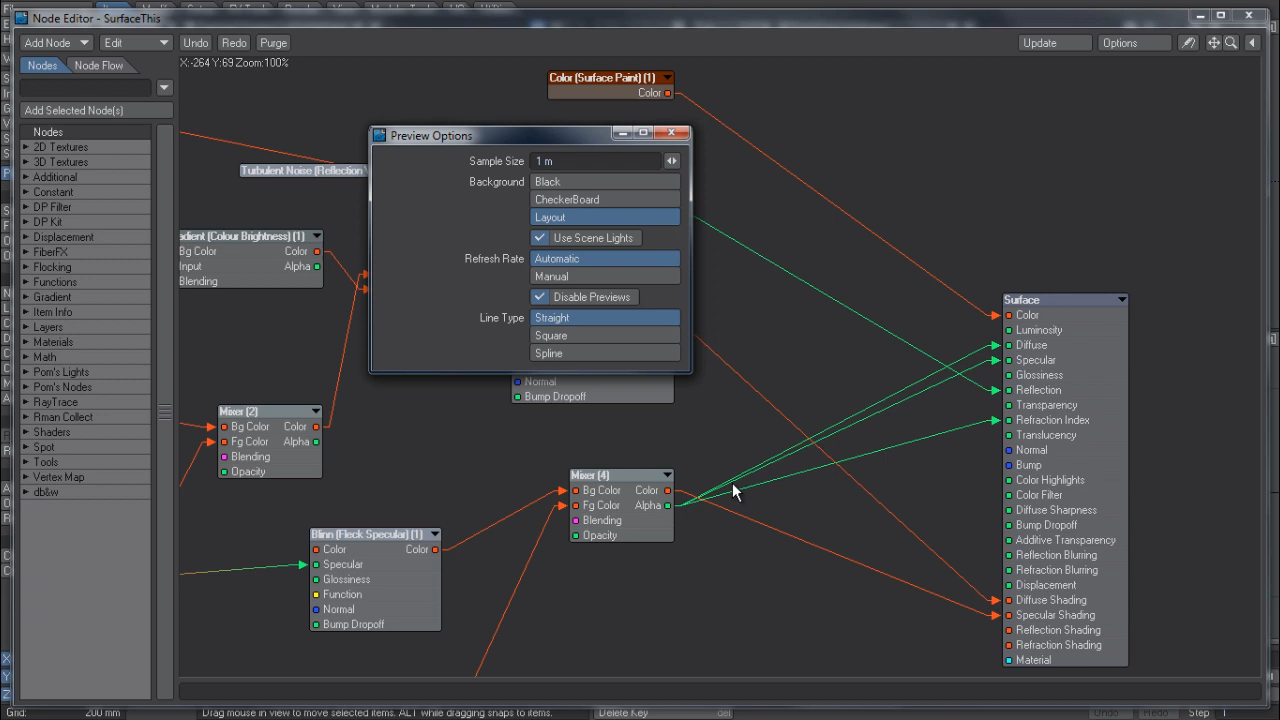 Node Editor - SurfaceThis
Add Node
Edit
Undo
Redo
Purge
Update
Options
Nodes
Node Flow
X:-264 Y:69 Zoom:100%
Add Selected Node(s)
Nodes
2D Textures
3D Textures
Additional
Constant
DP Filter
DP Kit
Displacement
FiberFX
Flocking
Functions
Gradient
Item Info
Layers
Materials
Math
Pom's Lights
Pom's Nodes
RayTrace
Rman Collect
Shaders
Spot
Tools
Vertex Map
db&w
Color (Surface Paint) (1)
Color
Turbulent Noise (Reflection
Preview Options
Sample Size
1 m
Background
Black
CheckerBoard
Layout
Use Scene Lights
Refresh Rate
Automatic
Manual
Disable Previews
Line Type
Straight
Square
Spline
adient (Colour Brightness) (1)
Bg Color Color
Input Alpha
Blending
Normal
Bump Dropoff
Mixer (2)
Bg Color Color
Fg Color Alpha
Blending
Opacity
Mixer (4)
Bg Color Color
Fg Color Alpha
Blending
Opacity
Blinn (Fleck Specular) (1)
Color Color
Specular
Glossiness
Function
Normal
Bump Dropoff
Surface
Color
Luminosity
Diffuse
Specular
Glossiness
Reflection
Transparency
Refraction Index
Translucency
Normal
Bump
Color Highlights
Color Filter
Diffuse Sharpness
Bump Dropoff
Additive Transparency
Reflection Blurring
Refraction Blurring
Displacement
Diffuse Shading
Specular Shading
Reflection Shading
Refraction Shading
Material
X
Y
Z
Grid: 200 mm
Drag mouse in view to move selected items. ALT while dragging snaps to items.
Delete Key del
Undo
Redo
Step 1